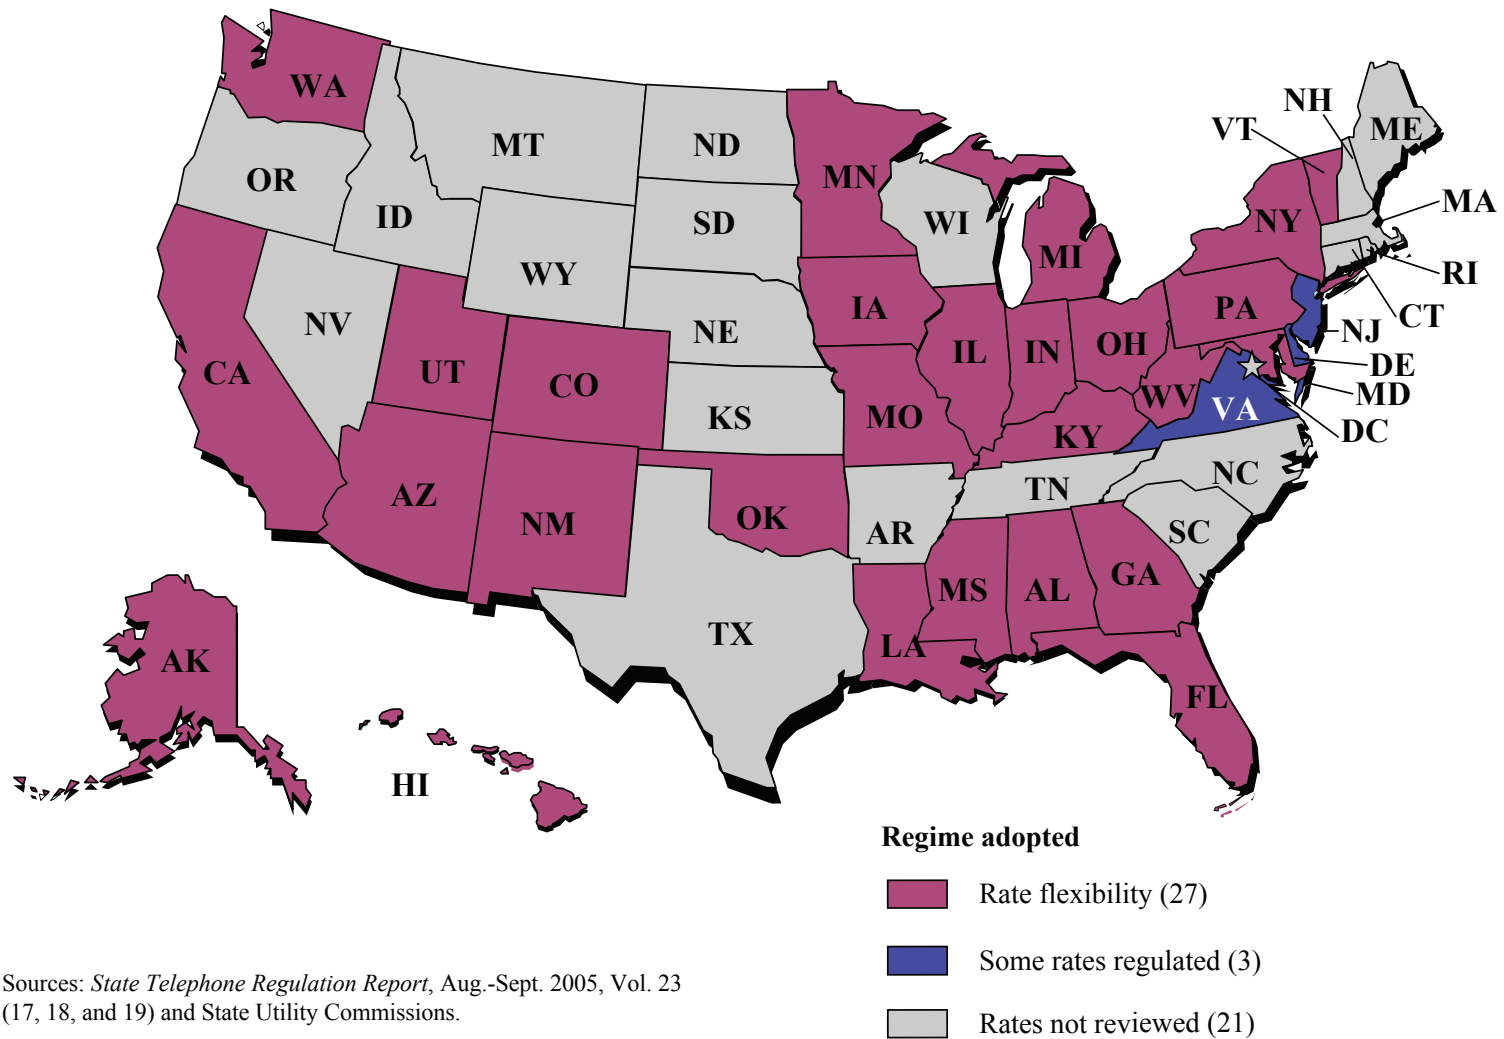 WA
NH
VT
ME
MT
ND
OR
MN
ID
SD
WI
NY
MA
WY
MI
RI
NV
NE
IA
PA
CT
NJ
CA
UT
CO
IL
IN
OH
DE
KS
MO
WV
VA
MD
KY
DC
AZ
NM
OK
AR
TN
NC
SC
MS
AL
GA
TX
LA
AK
FL
HI
Regime adopted
Rate flexibility (27)
Some rates regulated (3)
Rates not reviewed (21)
Sources: State Telephone Regulation Report, Aug.-Sept. 2005, Vol. 23
(17, 18, and 19) and State Utility Commissions.